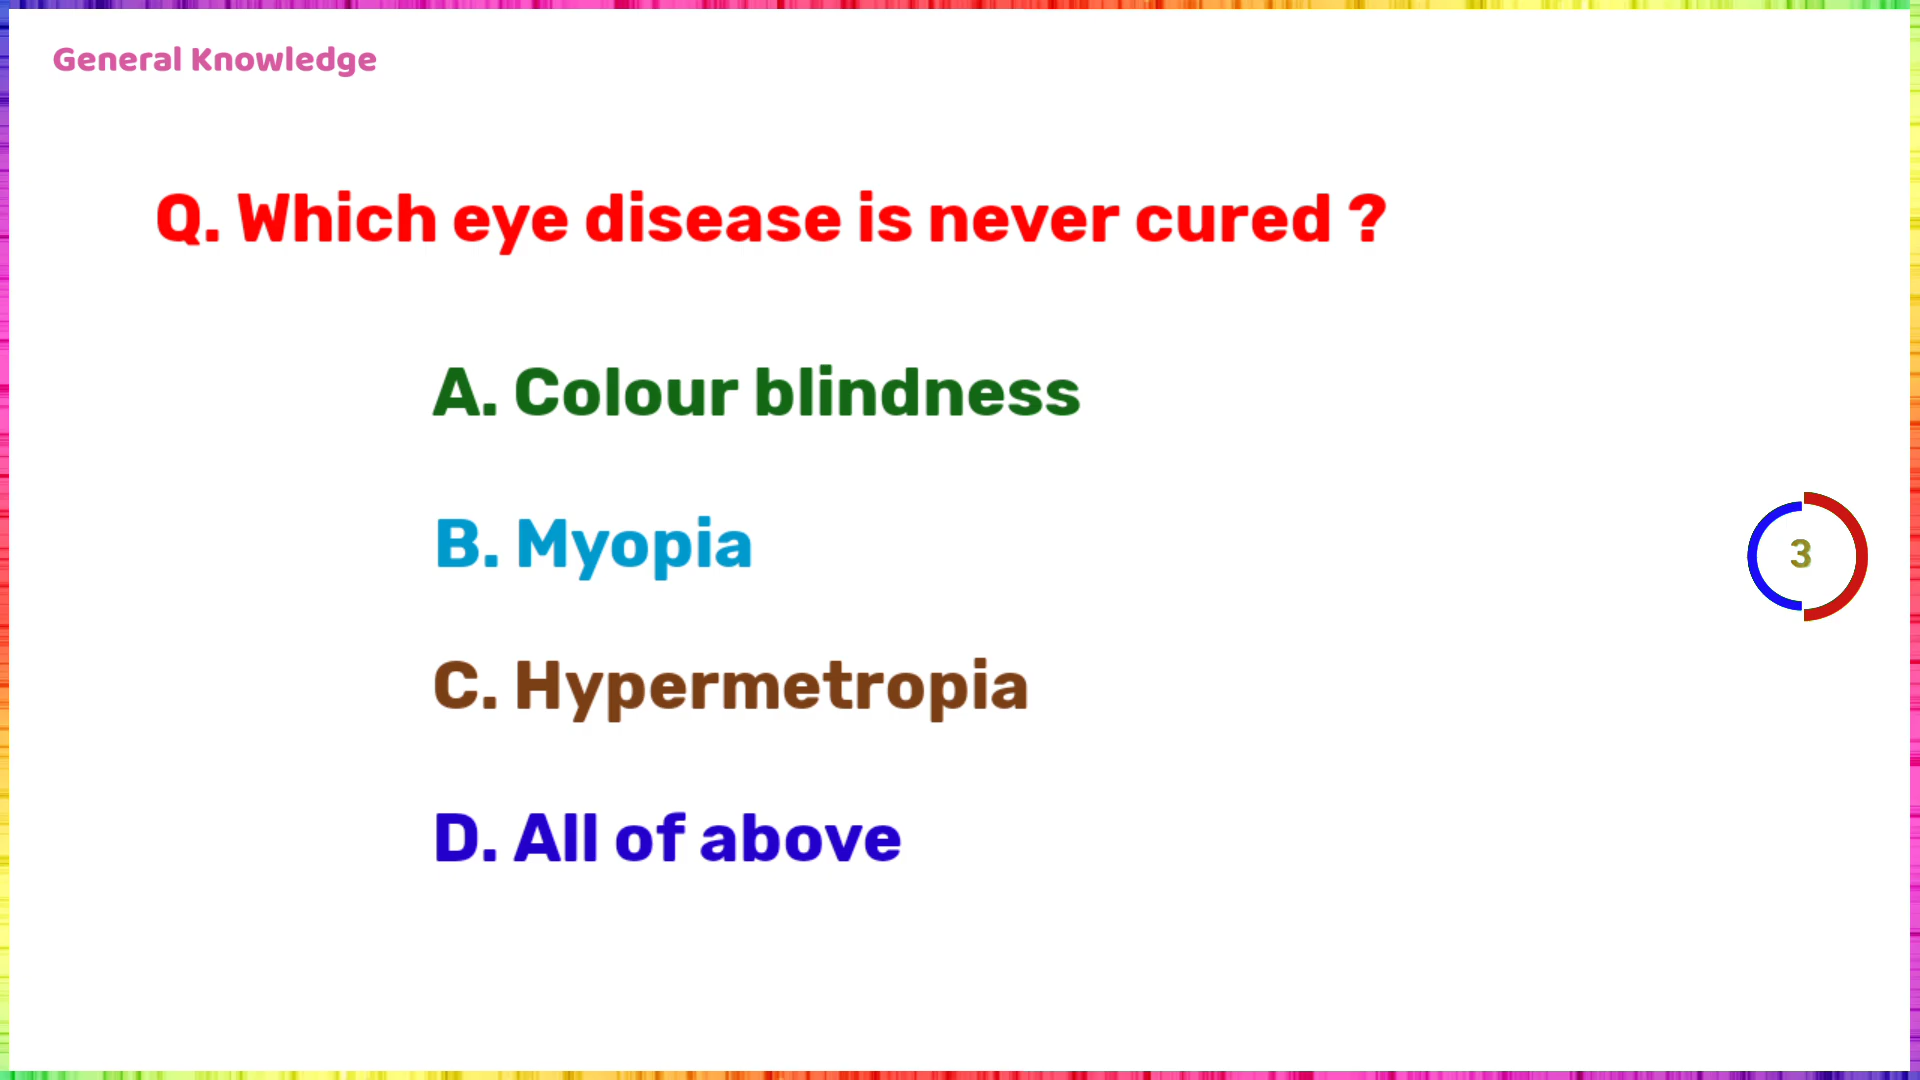 General Knowledge
Q. Which eye disease is never cured ?
A. Colour blindness
B. Myopia
3
C. Hypermetropia
D. All of above